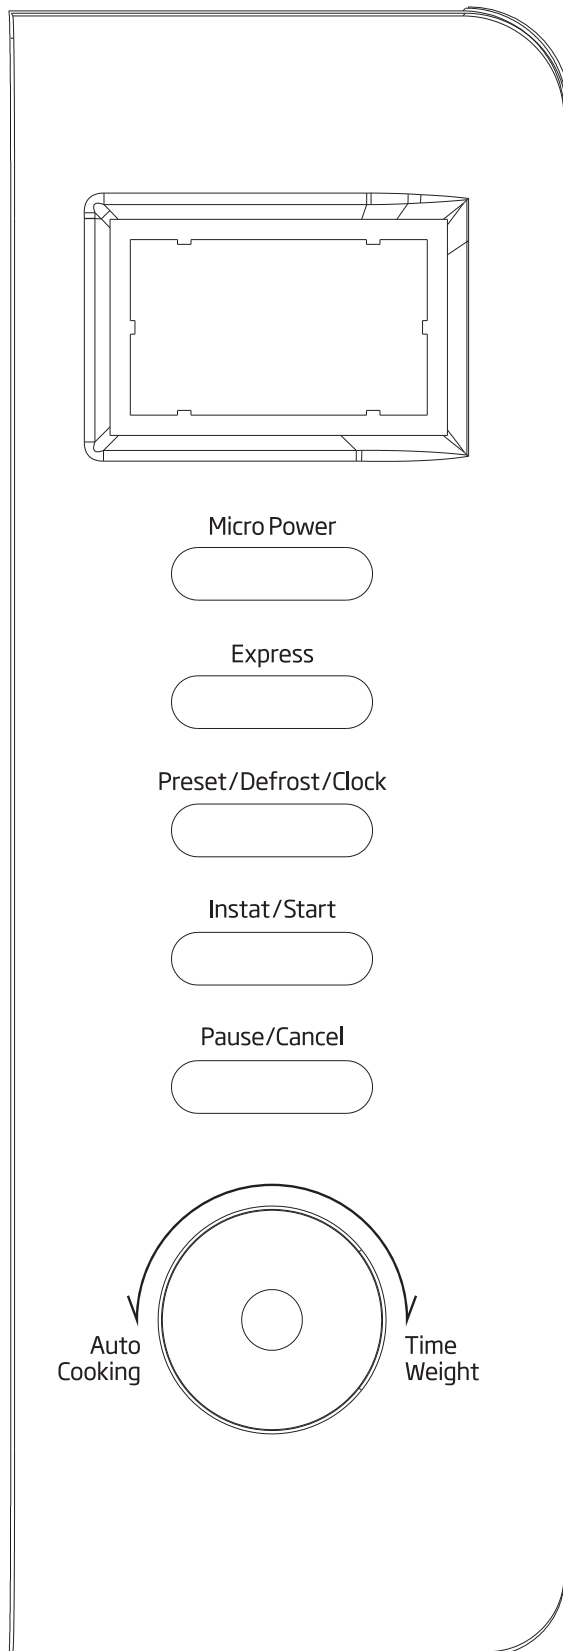 Micro Power
Express
Preset/Defrost/Clock
Instat/Start
Pause/Cancel
Auto
Cooking
Time
Weight